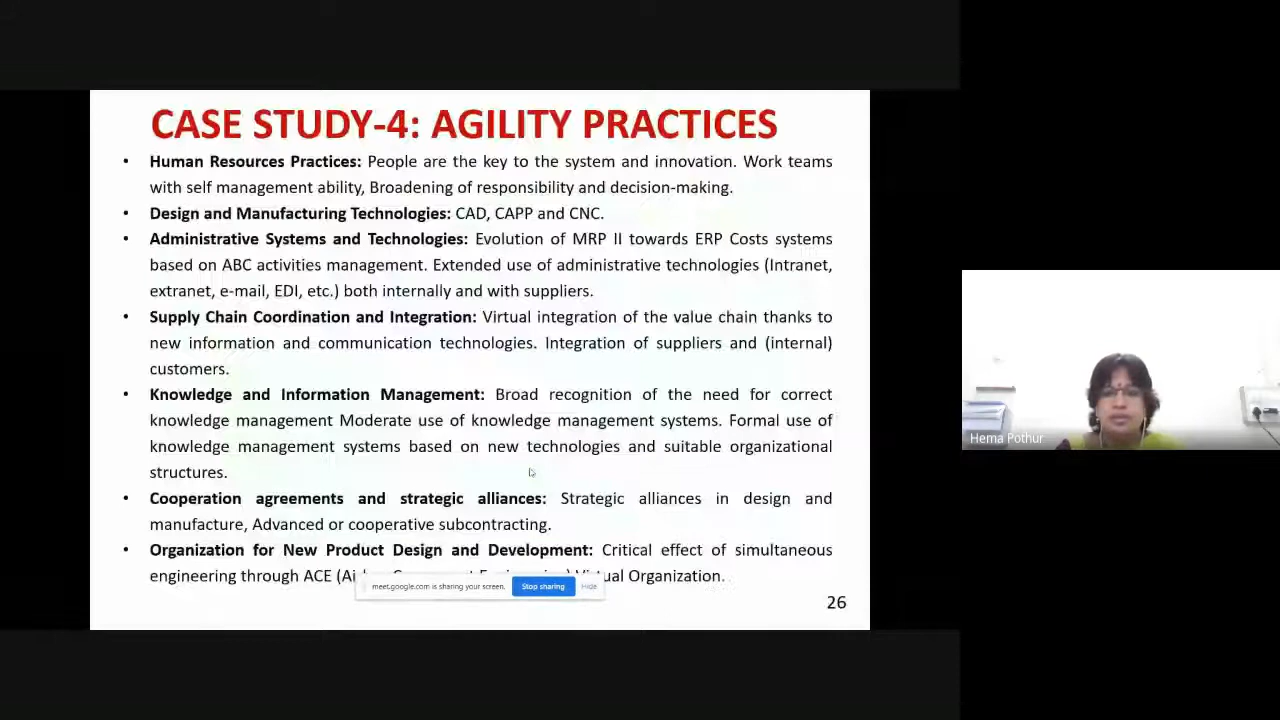 CASE STUDY-4: AGILITY PRACTICES
• Human Resources Practices: People are the key to the system and innovation. Work teams
with self management ability, Broadening of responsibility and decision-making.
• Design and Manufacturing Technologies: CAD, CAPP and CNC.
• Administrative Systems and Technologies: Evolution of MRP II towards ERP Costs systems
based on ABC activities management. Extended use of administrative technologies (Intranet,
extranet, e-mail, EDI, etc.) both internally and with suppliers.
• Supply Chain Coordination and Integration: Virtual integration of the value chain thanks to
new information and communication technologies. Integration of suppliers and (internal)
customers.
• Knowledge and Information Management: Broad recognition of the need for correct
knowledge management Moderate use of knowledge management systems. Formal use of
knowledge management systems based on new technologies and suitable organizational
structures.
• Cooperation agreements and strategic alliances: Strategic alliances in design and
manufacture, Advanced or cooperative subcontracting.
• Organization for New Product Design and Development: Critical effect of simultaneous
engineering through ACE Organization.
meet.google.com is sharing your screen. Stop sharing Hide
26
Hema Pothur